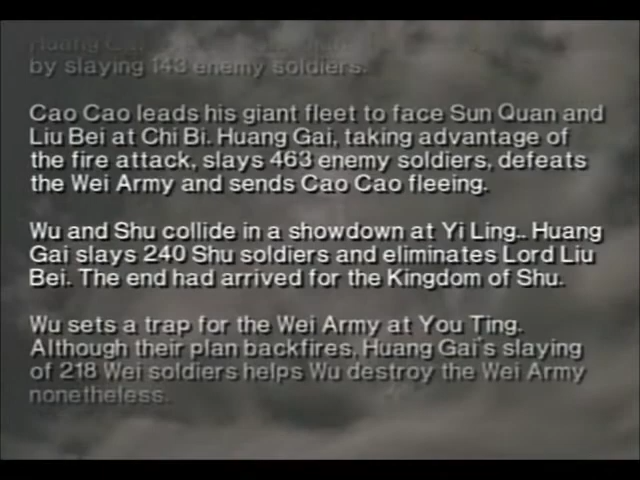 Huang Gai
by slaying 143 enemy soldiers.
Cao Cao leads his giant fleet to face Sun Quan and
Liu Bei at Chi Bi. Huang Gai, taking advantage of
the fire attack, slays 463 enemy soldiers, defeats
the Wei Army and sends Cao Cao fleeing.
Wu and Shu collide in a showdown at Yi Ling... Huang
Gai slays 240 Shu soldiers and eliminates Lord Liu
Bei. The end had arrived for the Kingdom of Shu.
Wu sets a trap for the Wei Army at You Ting.
Although their plan backfires, Huang Gai's slaying
of 218 Wei soldiers helps Wu destroy the Wei Army
nonetheless.